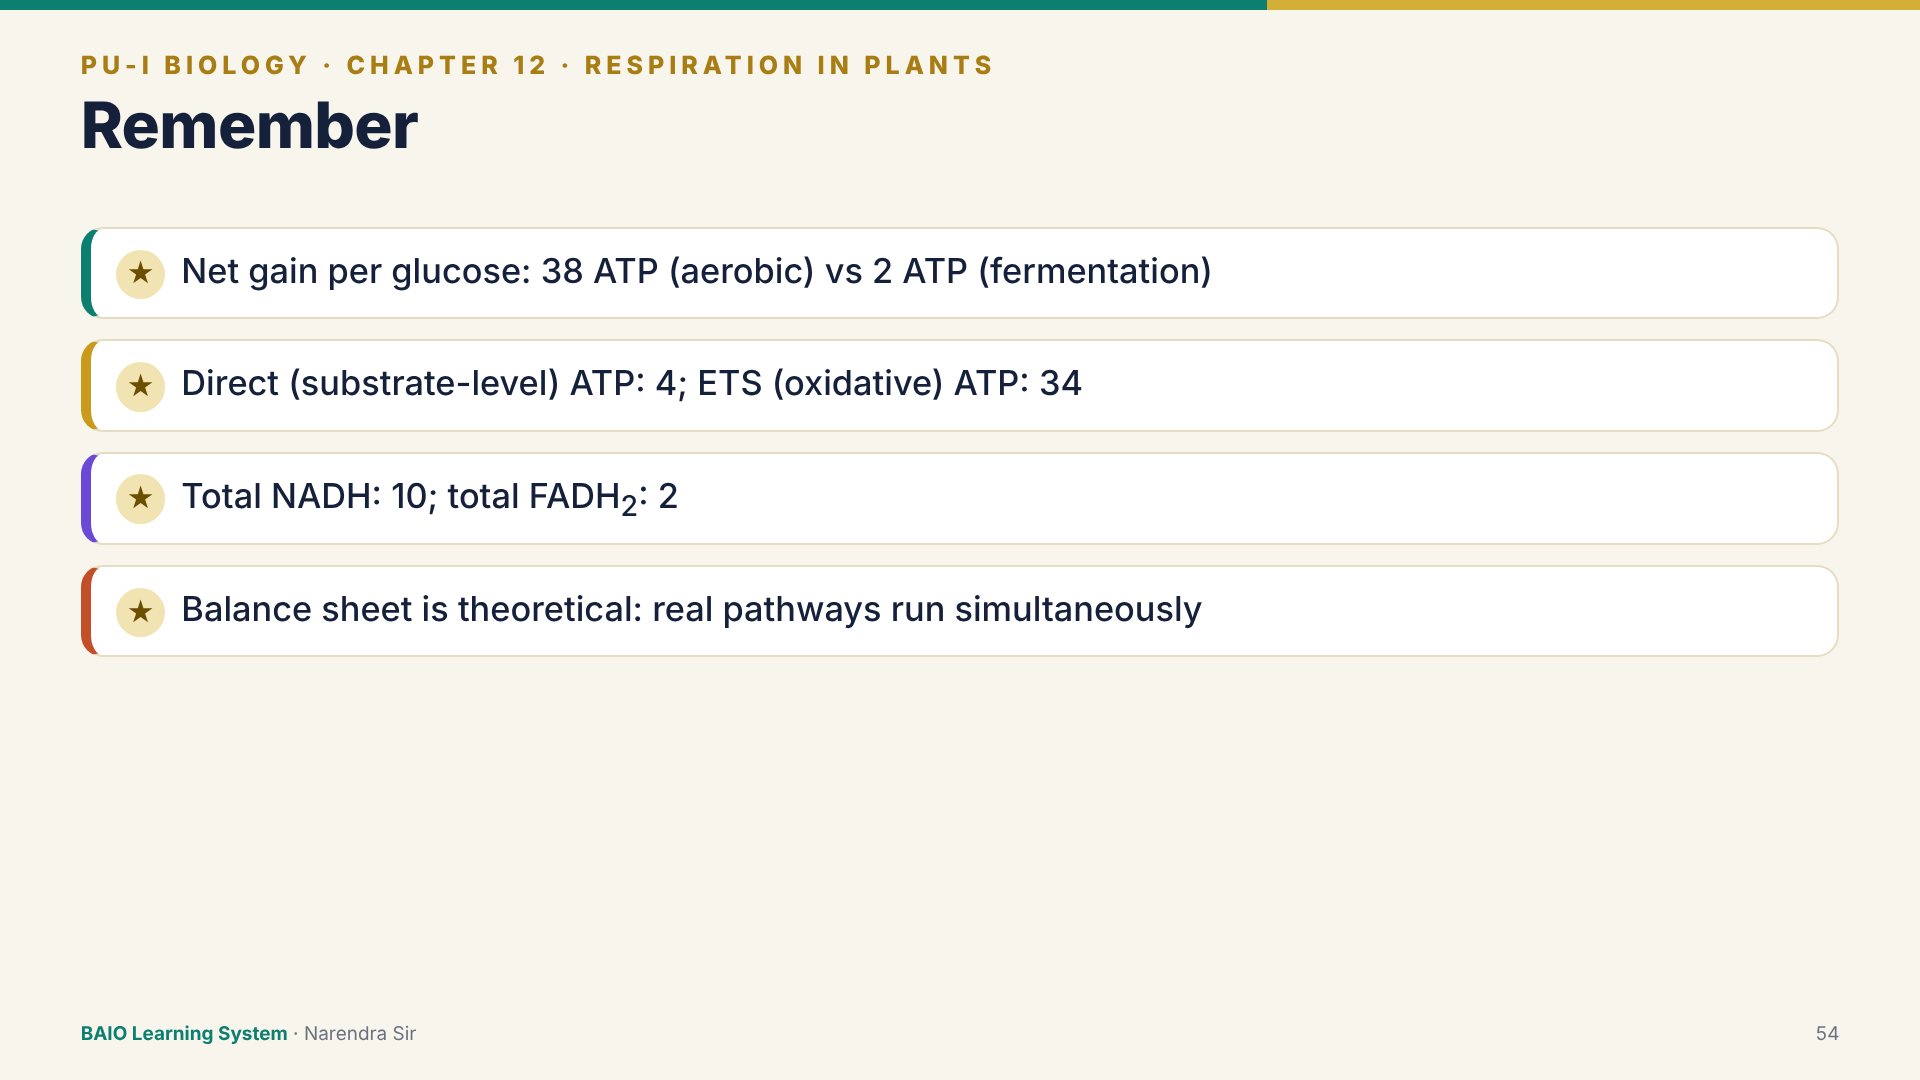 PU-I BIOLOGY · CHAPTER 12 · RESPIRATION IN PLANTS
Remember
★ Net gain per glucose: 38 ATP (aerobic) vs 2 ATP (fermentation)
★ Direct (substrate-level) ATP: 4; ETS (oxidative) ATP: 34
★ Total NADH: 10; total FADH₂: 2
★ Balance sheet is theoretical: real pathways run simultaneously
BAIO Learning System · Narendra Sir
54